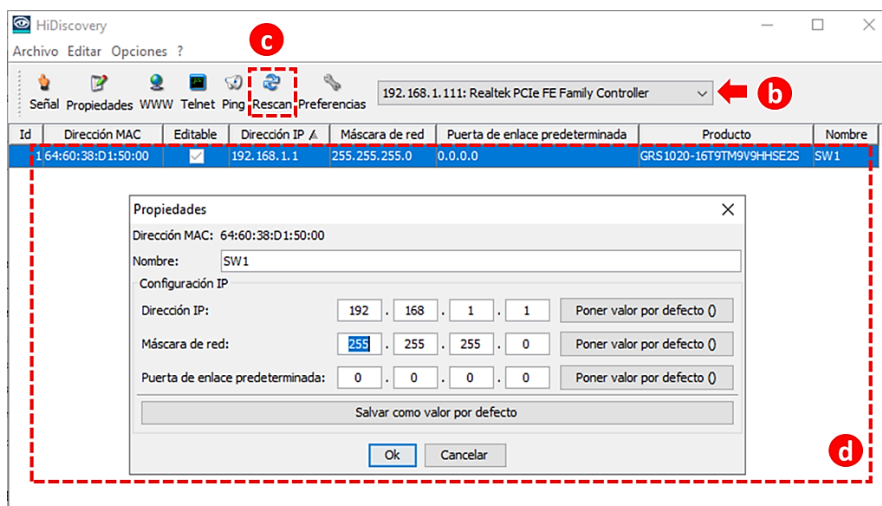 HiDiscovery
Archivo Editar Opciones ?
c
Señal Propiedades WWW Telnet Ping Rescan Preferencias
192.168.1.111: Realtek PCIe FE Family Controller
b
Id Dirección MAC Editable Dirección IP Máscara de red Puerta de enlace predeterminada Producto Nombre
1 64:60:38:D1:50:00 192.168.1.1 255.255.255.0 0.0.0.0 GRS1020-16T9TM9V9HHSE2S SW1
Propiedades
Dirección MAC: 64:60:38:D1:50:00
Nombre: SW1
Configuración IP
Dirección IP: 192 . 168 . 1 . 1 Poner valor por defecto ()
Máscara de red: 255 . 255 . 255 . 0 Poner valor por defecto ()
Puerta de enlace predeterminada: 0 . 0 . 0 . 0 Poner valor por defecto ()
Salvar como valor por defecto
Ok Cancelar
d